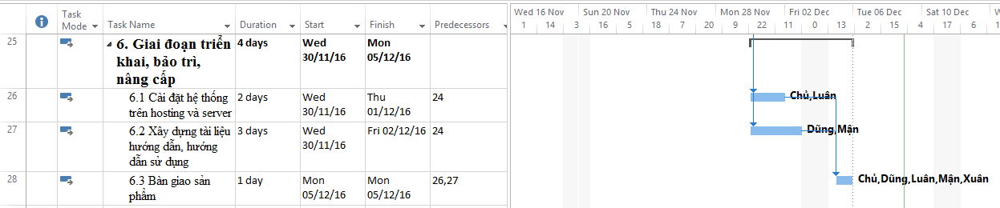 Task Mode Task Name Duration Start Finish Predecessors
Wed 16 Nov Sun 20 Nov Thu 24 Nov Mon 28 Nov Fri 02 Dec Tue 06 Dec Sat 10 Dec W
1 14 3 16 5 18 7 20 9 22 11 0 13 2 15 4 17 6 1
25 6. Giai đoạn triển khai, bảo trì, nâng cấp 4 days Wed 30/11/16 Mon 05/12/16
26 6.1 Cài đặt hệ thống trên hosting và server 2 days Wed 30/11/16 Thu 01/12/16 24
Chủ,Luân
27 6.2 Xây dựng tài liệu hướng dẫn, hướng dẫn sử dụng 3 days Wed 30/11/16 Fri 02/12/16 24
Dũng,Mận
28 6.3 Bàn giao sản phẩm 1 day Mon 05/12/16 Mon 05/12/16 26,27
Chủ,Dũng,Luân,Mận,Xuân